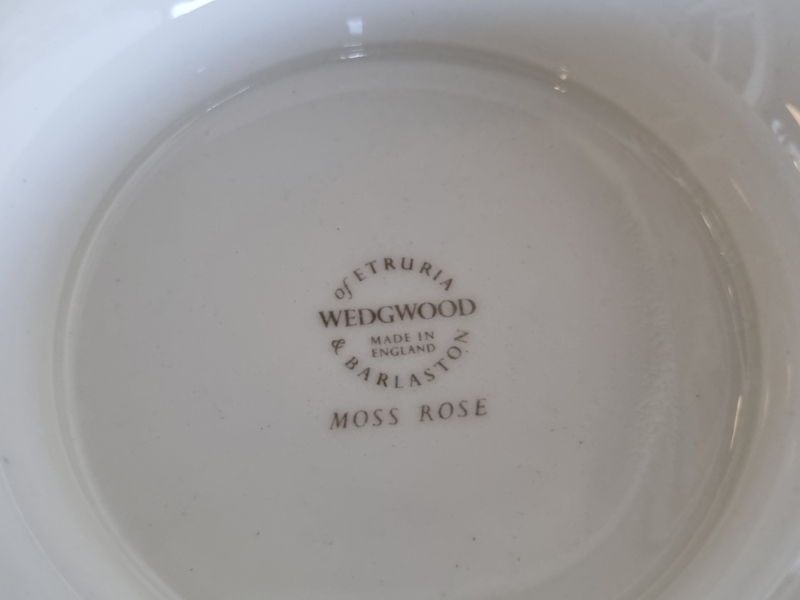 of ETRURIA
WEDGWOOD
MADE IN
ENGLAND
& BARLASTON
MOSS ROSE